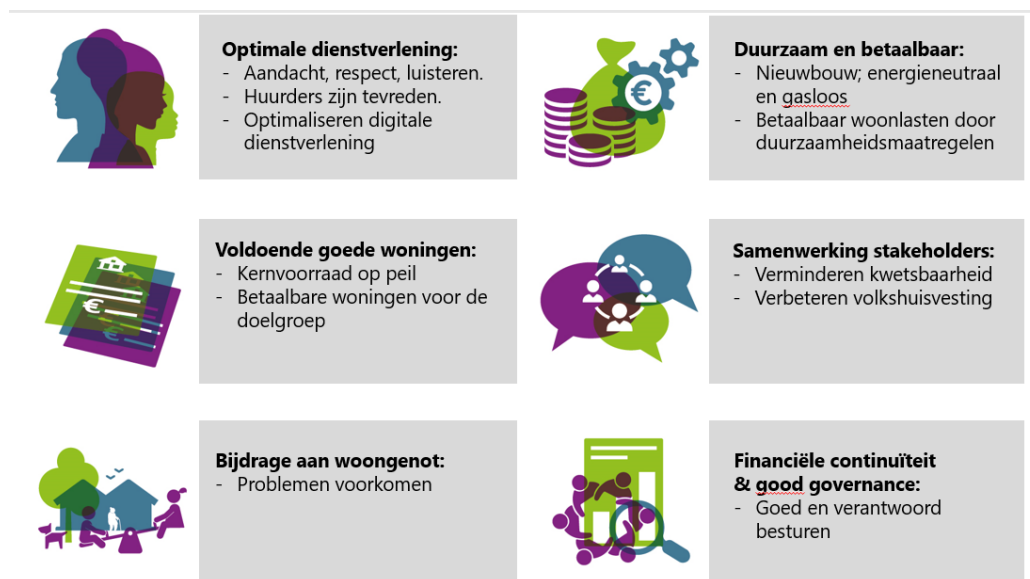 Optimale dienstverlening:
- Aandacht, respect, luisteren.
- Huurders zijn tevreden.
- Optimaliseren digitale
dienstverlening
Duurzaam en betaalbaar:
- Nieuwbouw; energieneutraal
en gasloos
- Betaalbaar woonlasten door
duurzaamheidsmaatregelen
€
Voldoende goede woningen:
- Kernvoorraad op peil
- Betaalbare woningen voor de
doelgroep
€
€
Samenwerking stakeholders:
- Verminderen kwetsbaarheid
- Verbeteren volkshuisvesting
Bijdrage aan woongenot:
- Problemen voorkomen
Financiële continuïteit
& good governance:
- Goed en verantwoord
besturen